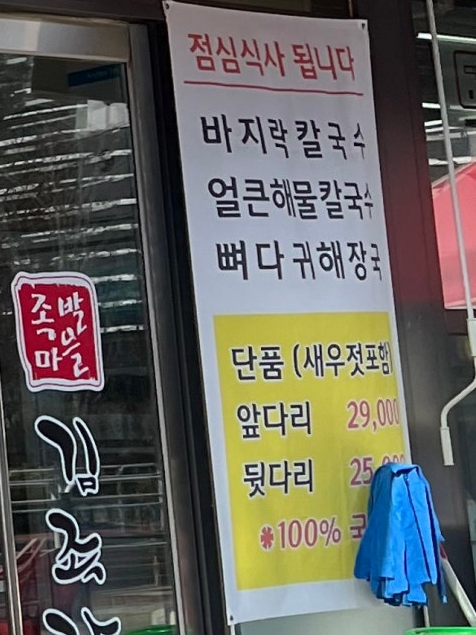 점심식사 됩니다
바지락칼국수
얼큰해물칼국수
뼈다귀해장국
단품 (새우젓포함)
앞다리 29,000
뒷다리 25,000
※100%
족발
마을
김